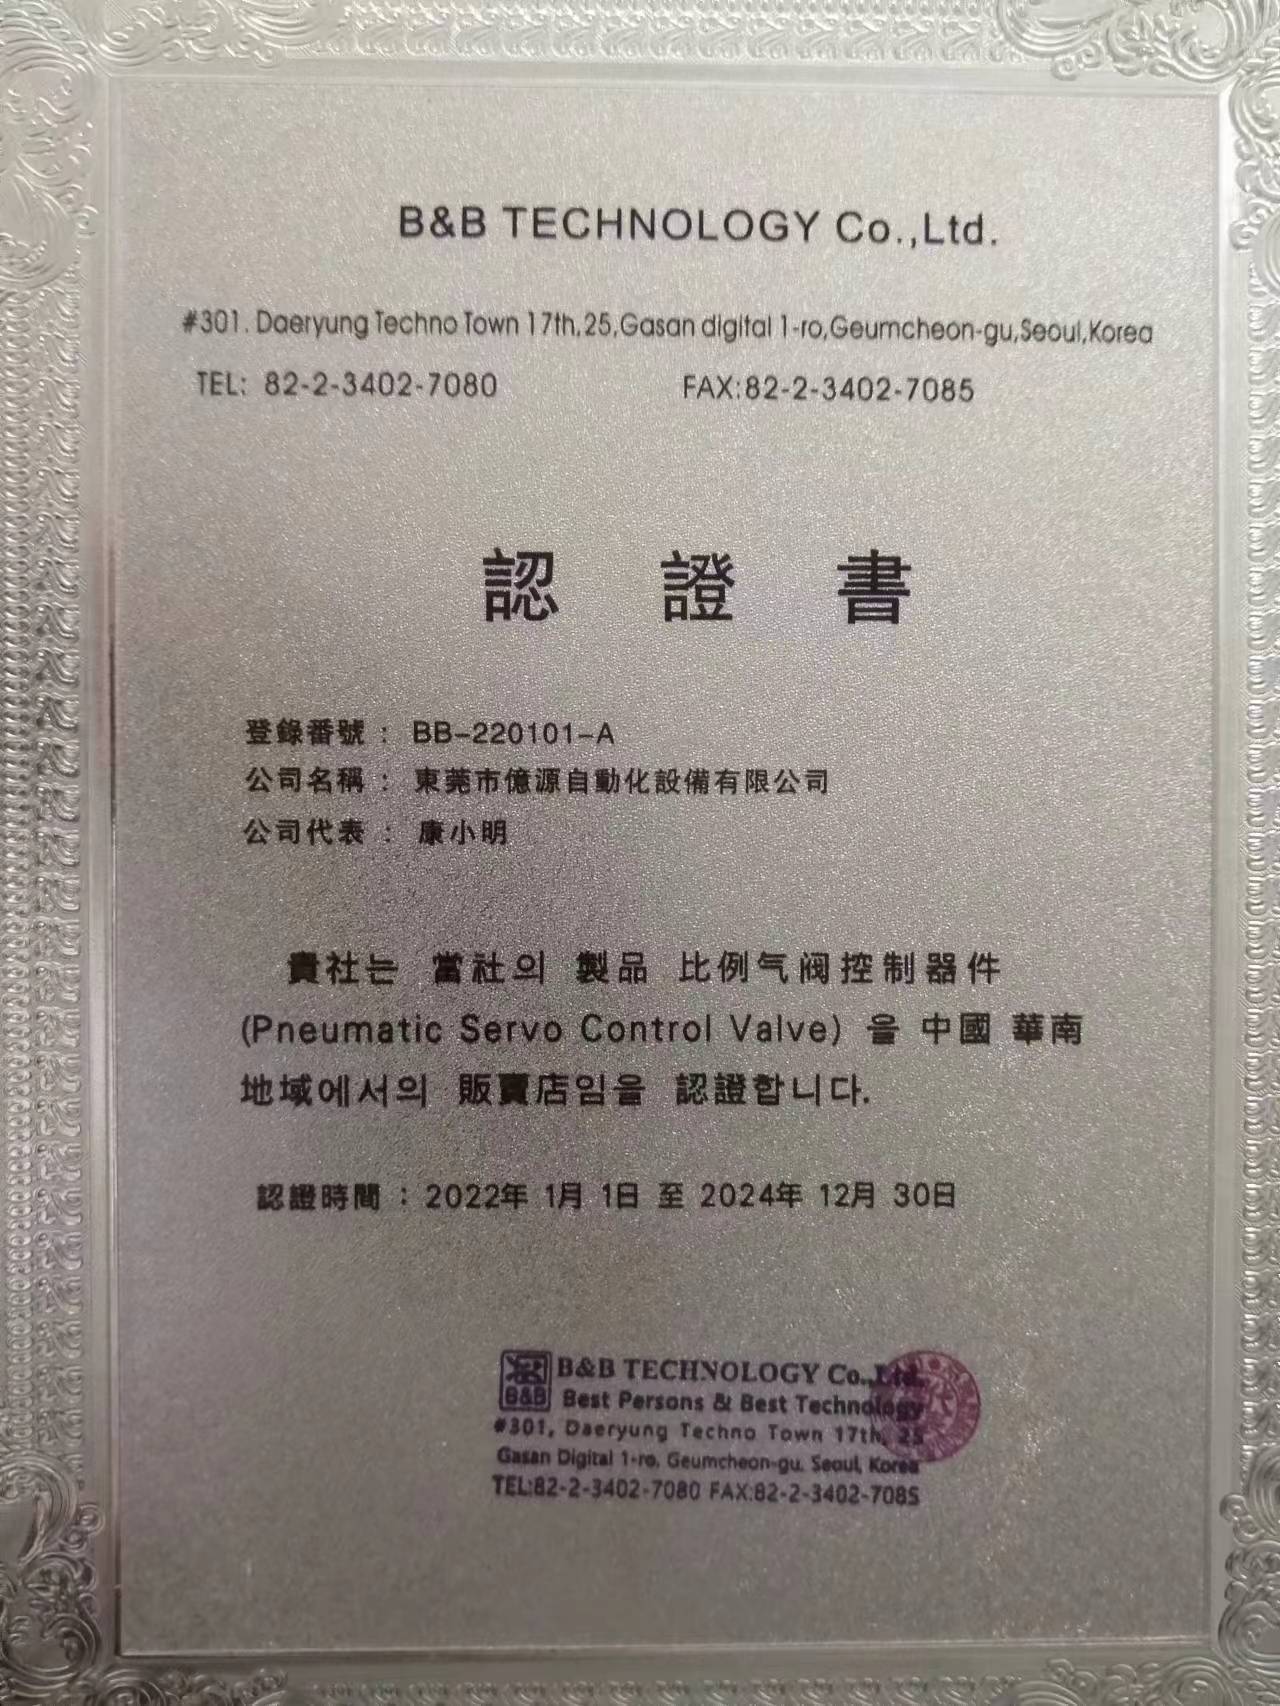 B&B TECHNOLOGY Co.,Ltd.
#301. Daeryung Techno Town 17th,25,Gasan digital 1-ro,Geumcheon-gu,Seoul,Korea
TEL: 82-2-3402-7080 FAX:82-2-3402-7085
認 證 書
登錄番號 : BB-220101-A
公司名稱 : 東莞市億源自動化設備有限公司
公司代表 : 康小明
貴社는 當社의 製品 比例气阀控制器件
(Pneumatic Servo Control Valve) 을 中國 華南
地域에서의 販賣店임을 認證합니다.
認證時間 : 2022年 1月 1日 至 2024年 12月 30日
B&B TECHNOLOGY Co.,Ltd.
B&B Best Persons & Best Technology
#301, Daeryung Techno Town 17th, 25
Gasan Digital 1-ro, Geumcheon-gu, Seoul, Korea
TEL:82-2-3402-7080 FAX:82-2-3402-7085